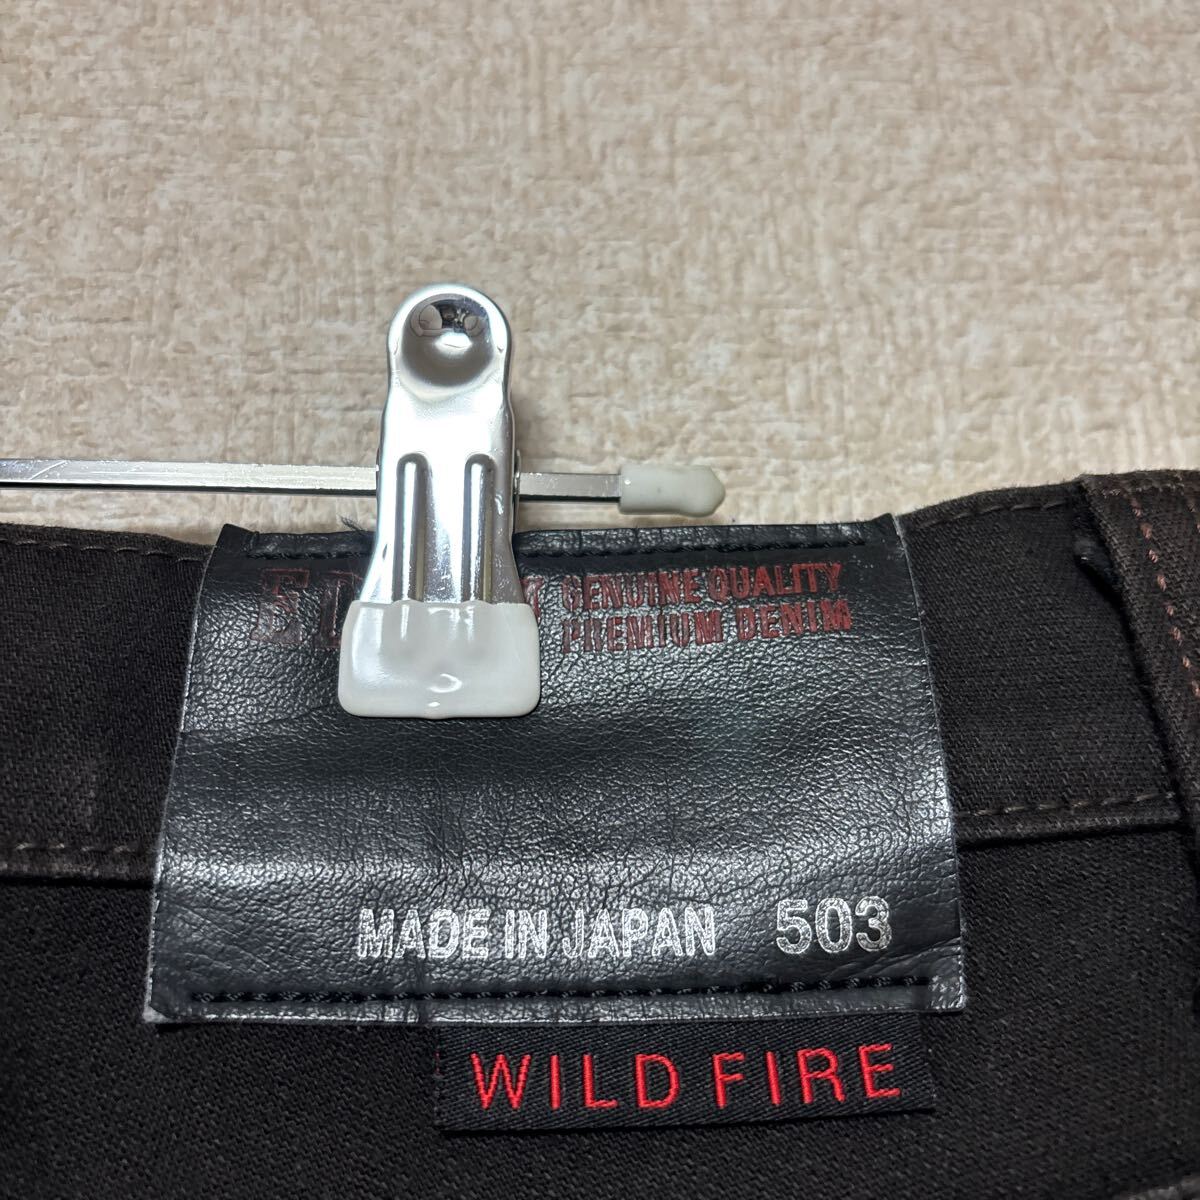 GENUINE QUALITY
PREMIUM DENIM
MADE IN JAPAN 503
WILD FIRE